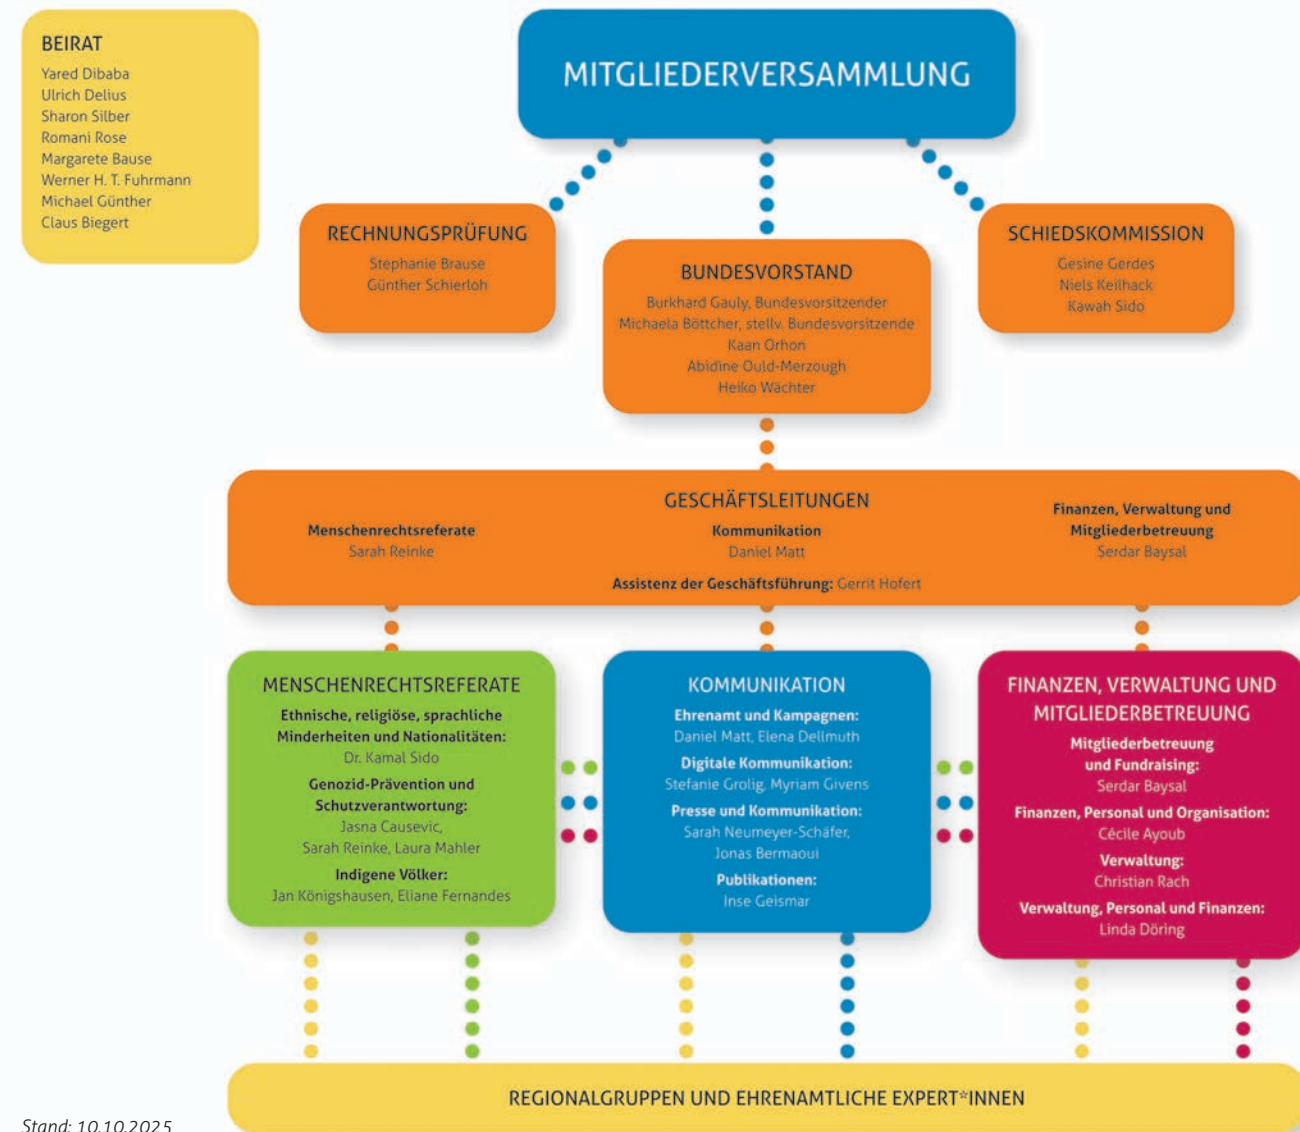 BEIRAT
Yared Dibaba
Ulrich Delius
Sharon Silber
Romani Rose
Margarete Bause
Werner H. T. Fuhrmann
Michael Günther
Claus Biegert
MITGLIEDERVERSAMMLUNG
RECHNUNGSPRÜFUNG
Stephanie Brause
Günther Schierloh
BUNDESVORSTAND
Burkhard Gauly, Bundesvorsitzender
Michaela Böttcher, stellv. Bundesvorsitzende
Kaan Orhon
Abidine Ould-Merzough
Heiko Wächter
SCHIEDSKOMMISSION
Gesine Gerdes
Niels Keilhack
Kawah Sido
GESCHÄFTSLEITUNGEN
Menschenrechtsreferate
Sarah Reinke
Kommunikation
Daniel Matt
Finanzen, Verwaltung und
Mitgliederbetreuung
Serdar Baysal
Assistenz der Geschäftsführung: Gerrit Hofert
MENSCHENRECHTSREFERATE
Ethnische, religiöse, sprachliche
Minderheiten und Nationalitäten:
Dr. Kamal Sido
Genozid-Prävention und
Schutzverantwortung:
Jasna Causevic,
Sarah Reinke, Laura Mahler
Indigene Völker:
Jan Königshausen, Eliane Fernandes
KOMMUNIKATION
Ehrenamt und Kampagnen:
Daniel Matt, Elena Dellmuth
Digitale Kommunikation:
Stefanie Grolig, Myriam Givens
Presse und Kommunikation:
Sarah Neumeyer-Schäfer,
Jonas Bermaoui
Publikationen:
Inse Geismar
FINANZEN, VERWALTUNG UND
MITGLIEDERBETREUUNG
Mitgliederbetreuung
und Fundraising:
Serdar Baysal
Finanzen, Personal und Organisation:
Cécile Ayoub
Verwaltung:
Christian Rach
Verwaltung, Personal und Finanzen:
Linda Döring
REGIONALGRUPPEN UND EHRENAMTLICHE EXPERT*INNEN
Stand: 10.10.2025